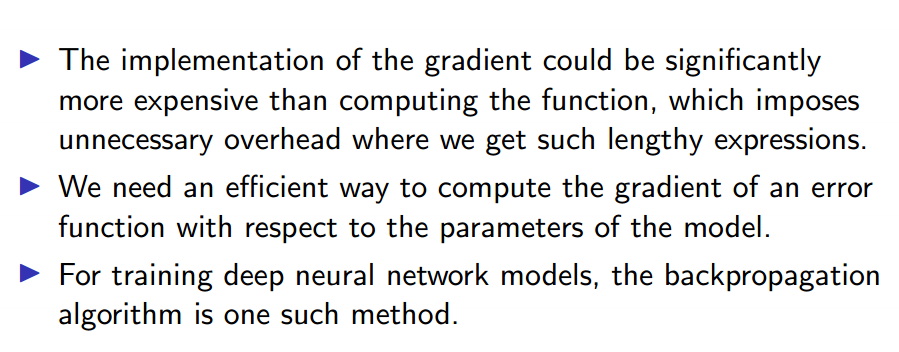 The implementation of the gradient could be significantly
more expensive than computing the function, which imposes
unnecessary overhead where we get such lengthy expressions.
We need an efficient way to compute the gradient of an error
function with respect to the parameters of the model.
For training deep neural network models, the backpropagation
algorithm is one such method.